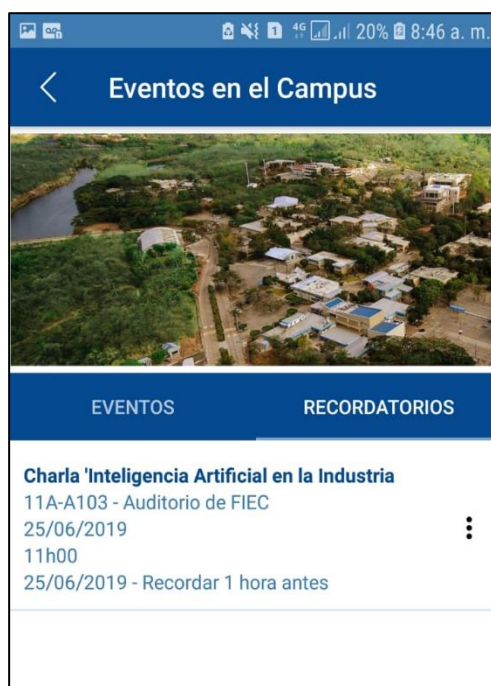 4G 20% 8:46 a. m.
Eventos en el Campus
EVENTOS RECORDATORIOS
Charla 'Inteligencia Artificial en la Industria
11A-A103 - Auditorio de FIEC
25/06/2019
11h00
25/06/2019 - Recordar 1 hora antes